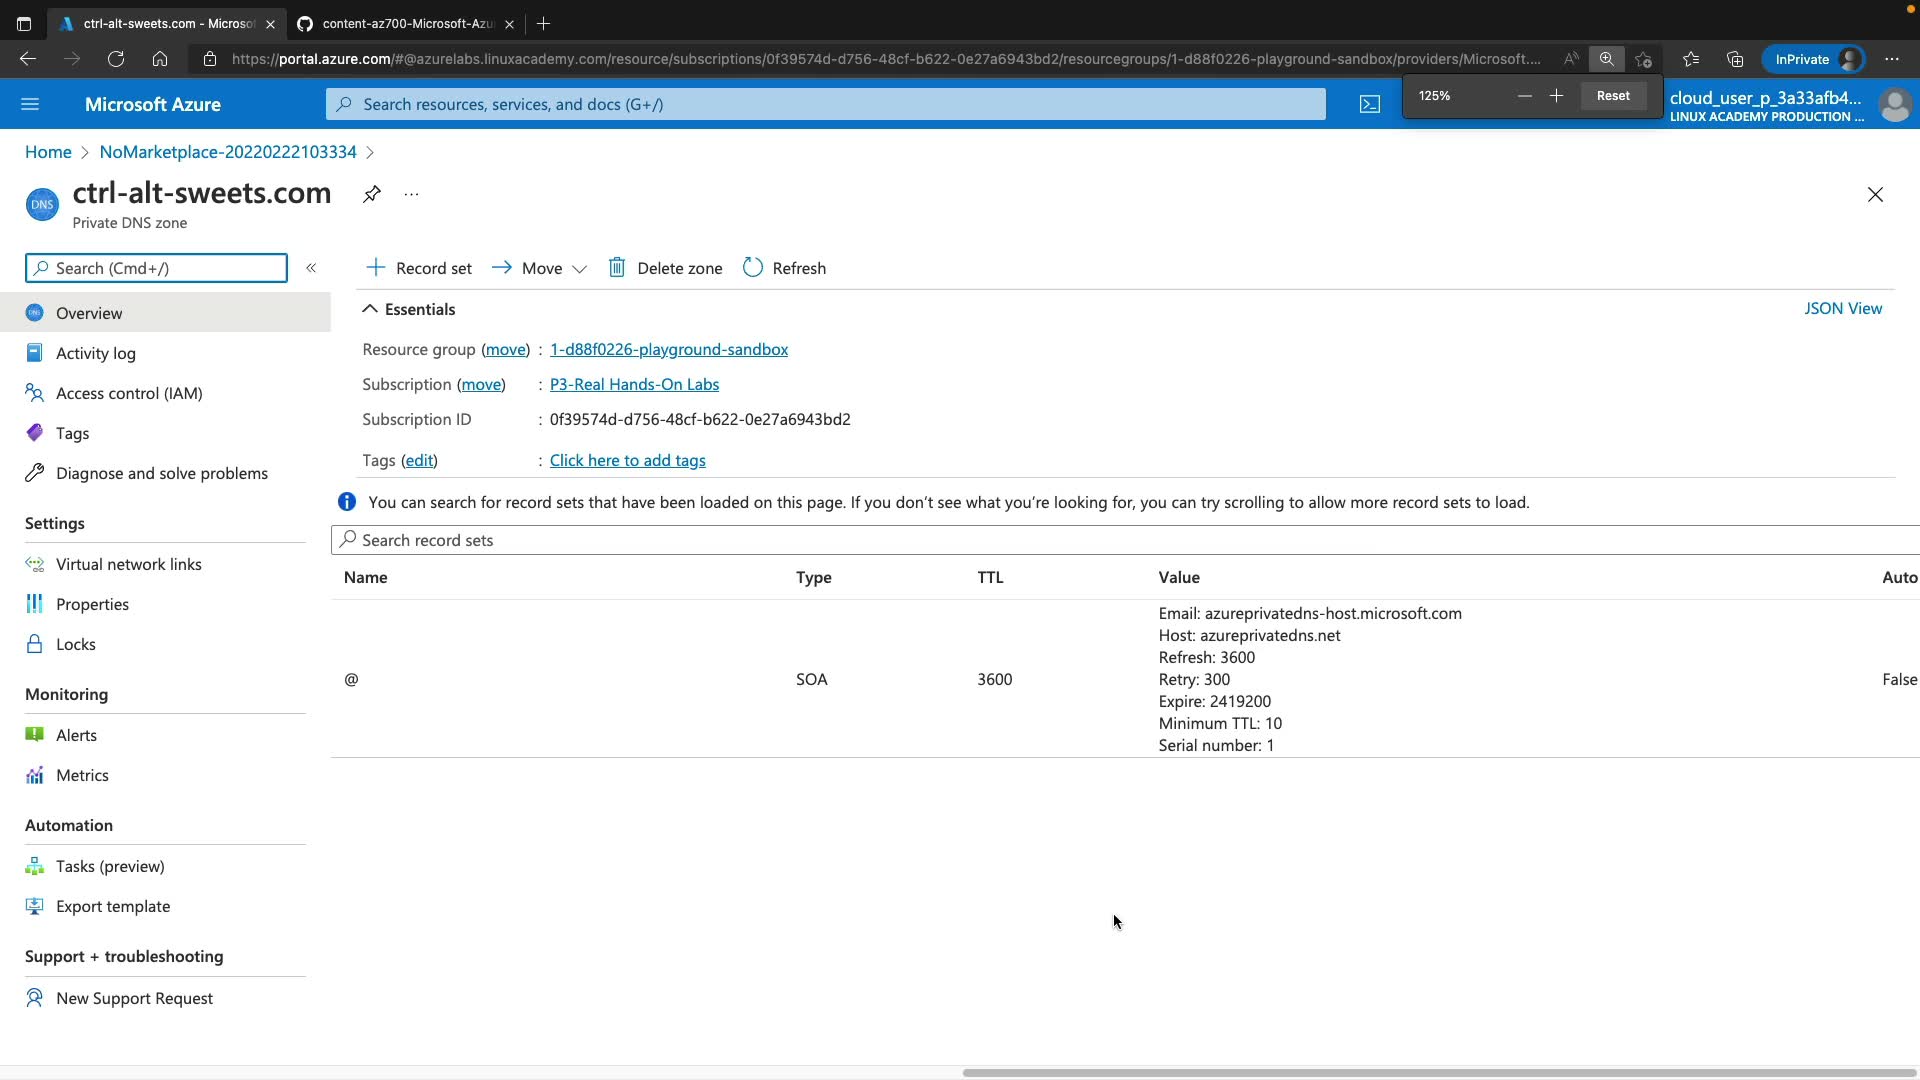 ctrl-alt-sweets.com - Microsof
content-az700-Microsoft-Azu
https://portal.azure.com/#@azurelabs.linuxacademy.com/resource/subscriptions/0f39574d-d756-48cf-b622-0e27a6943bd2/resourcegroups/1-d88f0226-playground-sandbox/providers/Microsoft....
InPrivate
Microsoft Azure
Search resources, services, and docs (G+/)
125%
Reset
cloud_user_p_3a33afb4...
LINUX ACADEMY PRODUCTION ...
Home > NoMarketplace-20220222103334 >
DNS
ctrl-alt-sweets.com
...
Private DNS zone
Search (Cmd+/)
«
Record set
Move
Delete zone
Refresh
Overview
Activity log
Access control (IAM)
Tags
Diagnose and solve problems
Settings
Virtual network links
Properties
Locks
Monitoring
Alerts
Metrics
Automation
Tasks (preview)
Export template
Support + troubleshooting
New Support Request
Essentials
JSON View
Resource group (move) : 1-d88f0226-playground-sandbox
Subscription (move) : P3-Real Hands-On Labs
Subscription ID : 0f39574d-d756-48cf-b622-0e27a6943bd2
Tags (edit) : Click here to add tags
You can search for record sets that have been loaded on this page. If you don't see what you're looking for, you can try scrolling to allow more record sets to load.
Search record sets
Name Type TTL Value Auto
@ SOA 3600
Email: azureprivatedns-host.microsoft.com
Host: azureprivatedns.net
Refresh: 3600
Retry: 300
Expire: 2419200
Minimum TTL: 10
Serial number: 1
False